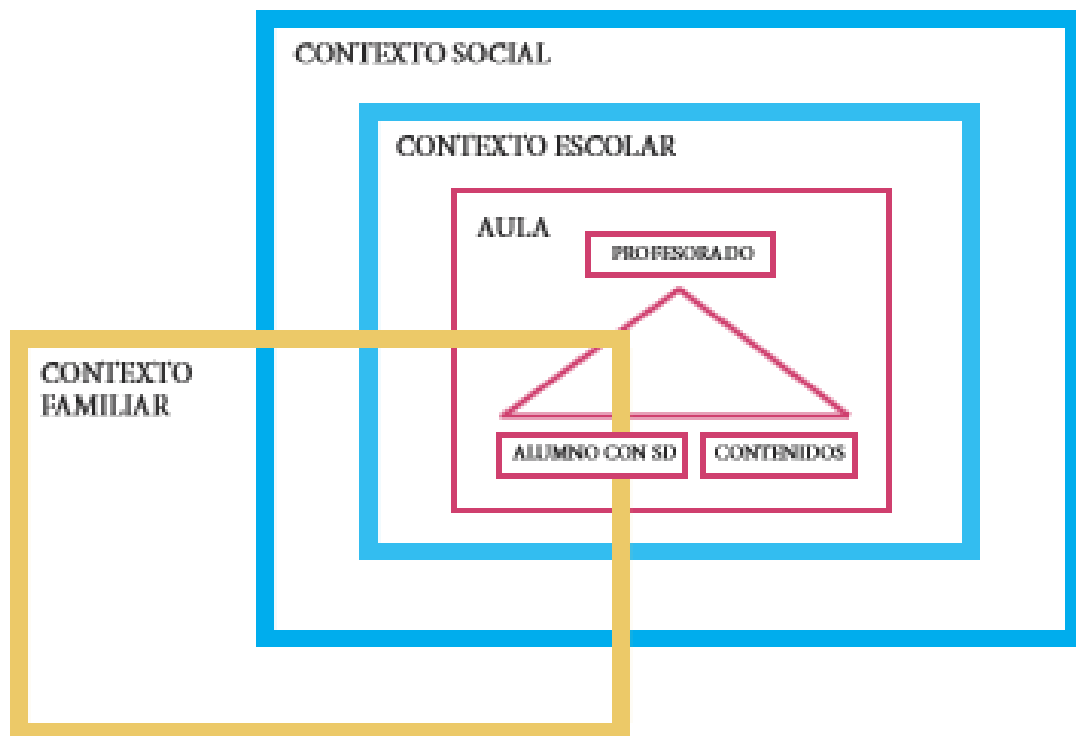 CONTEXTO SOCIAL
CONTEXTO ESCOLAR
AULA
PROFESORADO
CONTEXTO
FAMILIAR
ALUMNO CON SD
CONTENIDOS